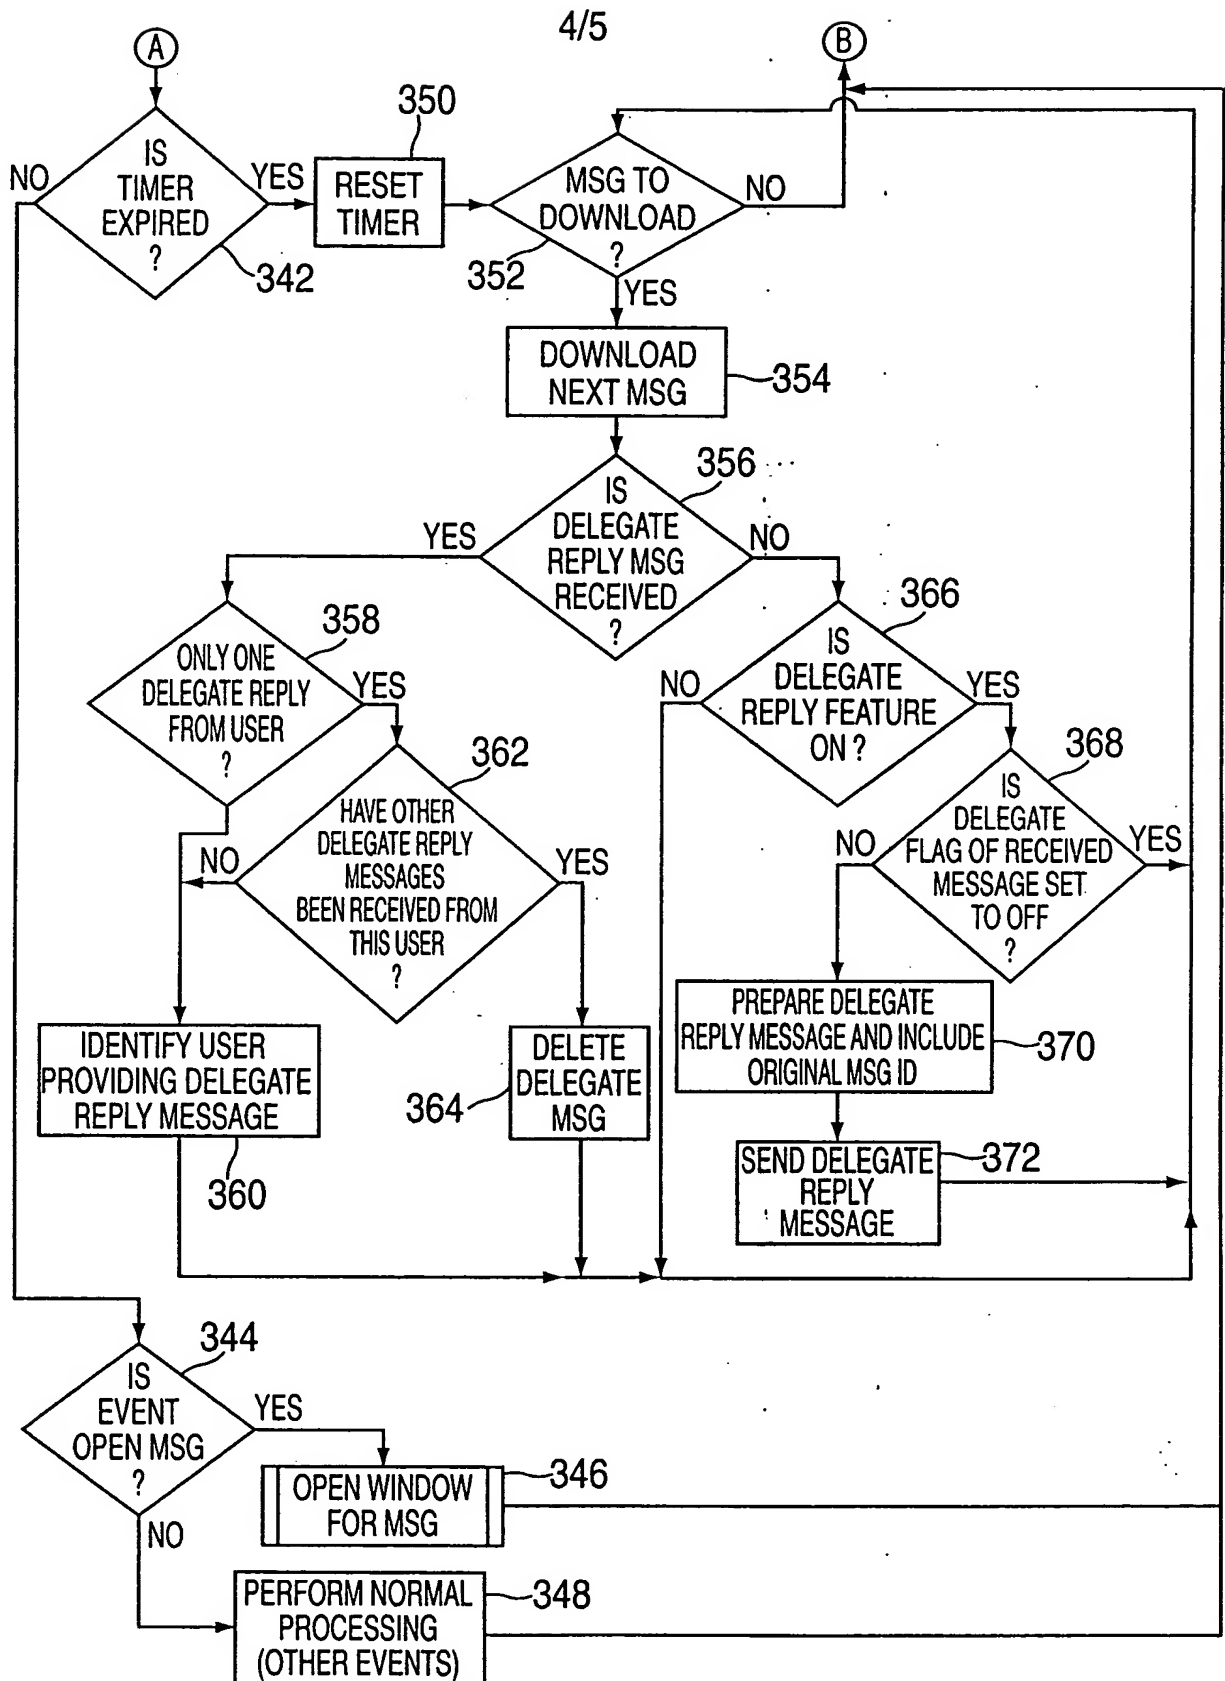 4/5
A
B
350
IS
TIMER
EXPIRED
?
NO
YES
342
RESET
TIMER
MSG TO
DOWNLOAD
?
NO
352
YES
DOWNLOAD
NEXT MSG
354
356
IS
DELEGATE
REPLY MSG
RECEIVED
?
YES
NO
358
ONLY ONE
DELEGATE REPLY
FROM USER
?
YES
366
IS
DELEGATE
REPLY FEATURE
ON ?
NO
YES
362
HAVE OTHER
DELEGATE REPLY
MESSAGES
BEEN RECEIVED FROM
THIS USER
?
NO
YES
368
IS
DELEGATE
FLAG OF RECEIVED
MESSAGE SET
TO OFF
?
NO
YES
IDENTIFY USER
PROVIDING DELEGATE
REPLY MESSAGE
360
DELETE
DELEGATE
MSG
364
PREPARE DELEGATE
REPLY MESSAGE AND INCLUDE
ORIGINAL MSG ID
370
SEND DELEGATE
REPLY
MESSAGE
372
344
IS
EVENT
OPEN MSG
?
YES
NO
OPEN WINDOW
FOR MSG
346
PERFORM NORMAL
PROCESSING
(OTHER EVENTS)
348